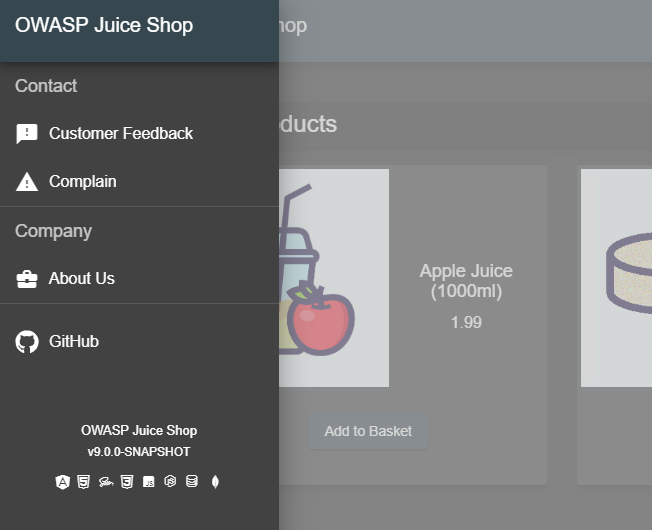 OWASP Juice Shop
hop
Contact
Customer Feedback
Complain
Company
About Us
GitHub
OWASP Juice Shop
v9.0.0-SNAPSHOT
oducts
Apple Juice
(1000ml)
1.99
Add to Basket